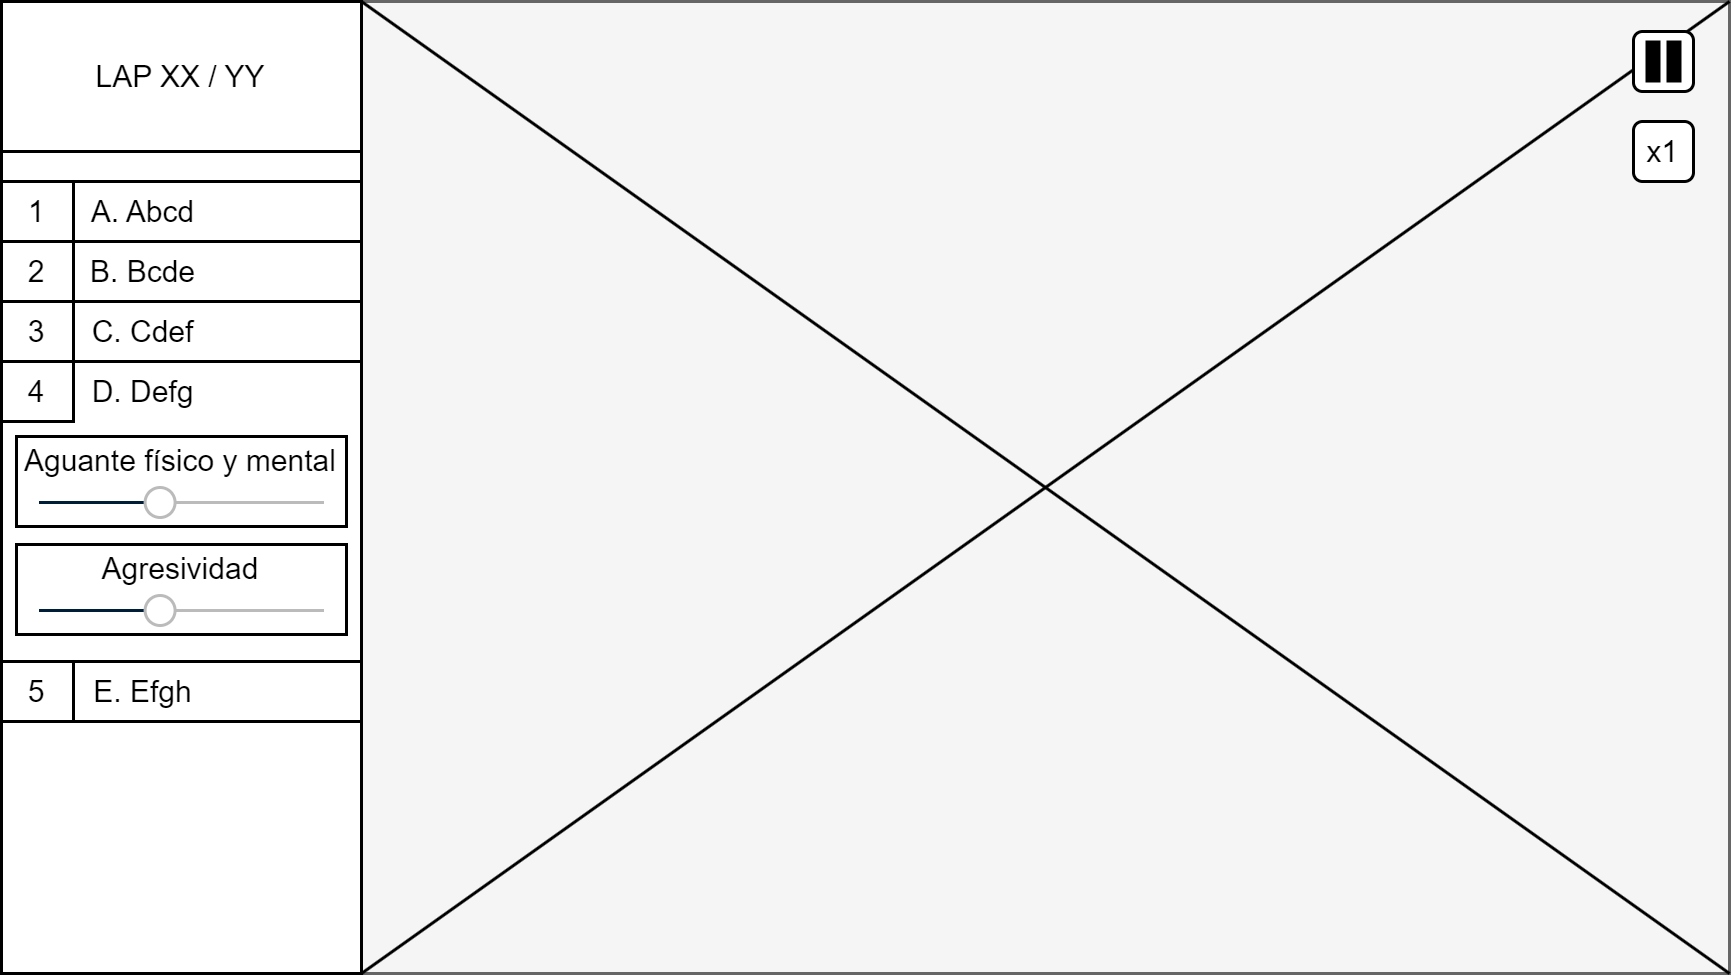 LAP XX / YY
1 A. Abcd
2 B. Bcde
3 C. Cdef
4 D. Defg
Aguante físico y mental
Agresividad
5 E. Efgh
x1